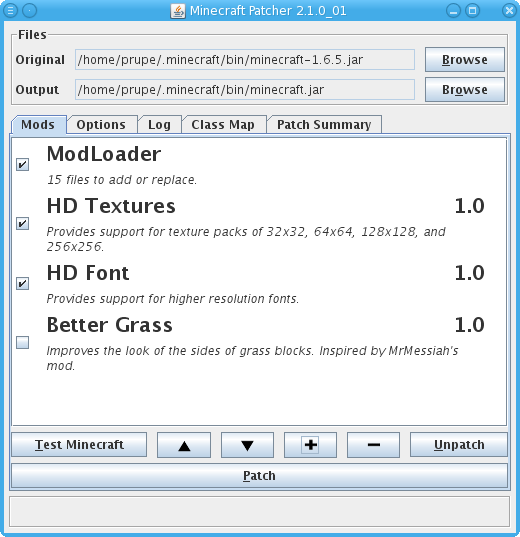 Minecraft Patcher 2.1.0_01
Files
Original /home/prupe/.minecraft/bin/minecraft-1.6.5.jar Browse
Output /home/prupe/.minecraft/bin/minecraft.jar Browse
Mods Options Log Class Map Patch Summary
ModLoader
15 files to add or replace.
HD Textures 1.0
Provides support for texture packs of 32x32, 64x64, 128x128, and
256x256.
HD Font 1.0
Provides support for higher resolution fonts.
Better Grass 1.0
Improves the look of the sides of grass blocks. Inspired by MrMessiah's
mod.
Test Minecraft Unpatch
Patch